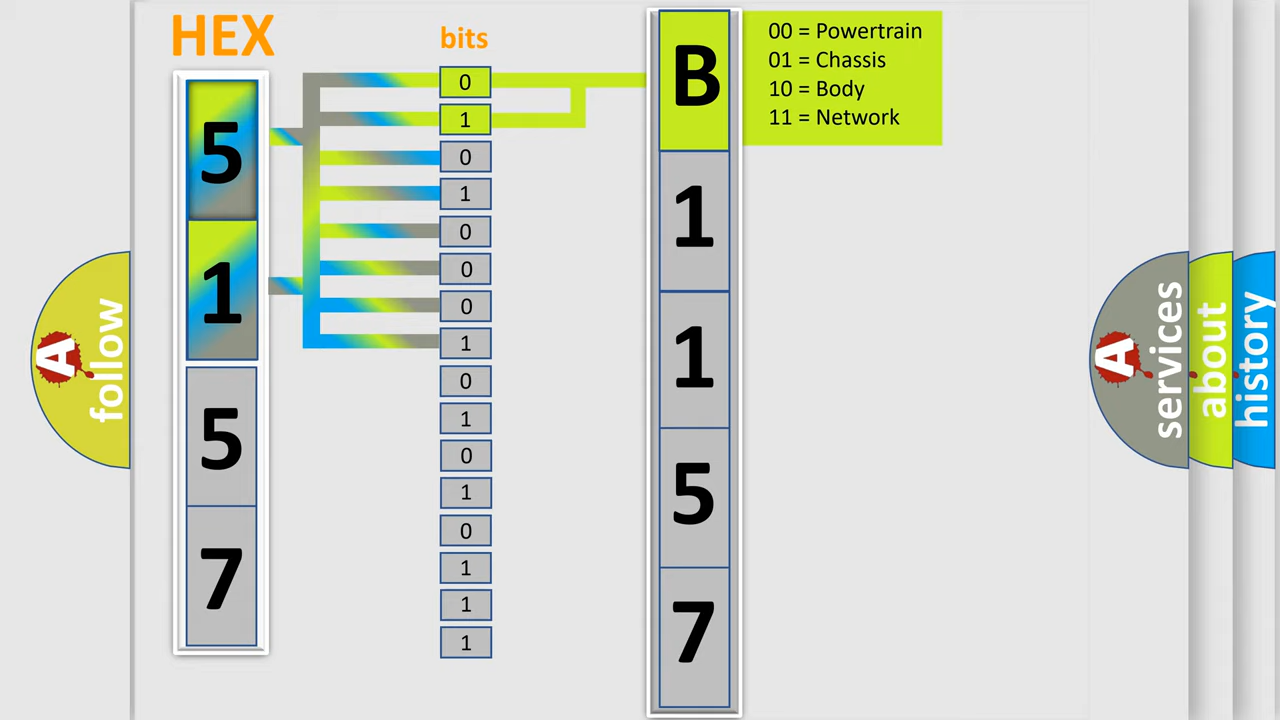 HEX
bits
5
1
5
7
0
1
0
1
0
0
0
1
0
1
0
1
0
1
1
1
B
1
1
5
7
00 = Powertrain
01 = Chassis
10 = Body
11 = Network
A
follow
A
services
about
history